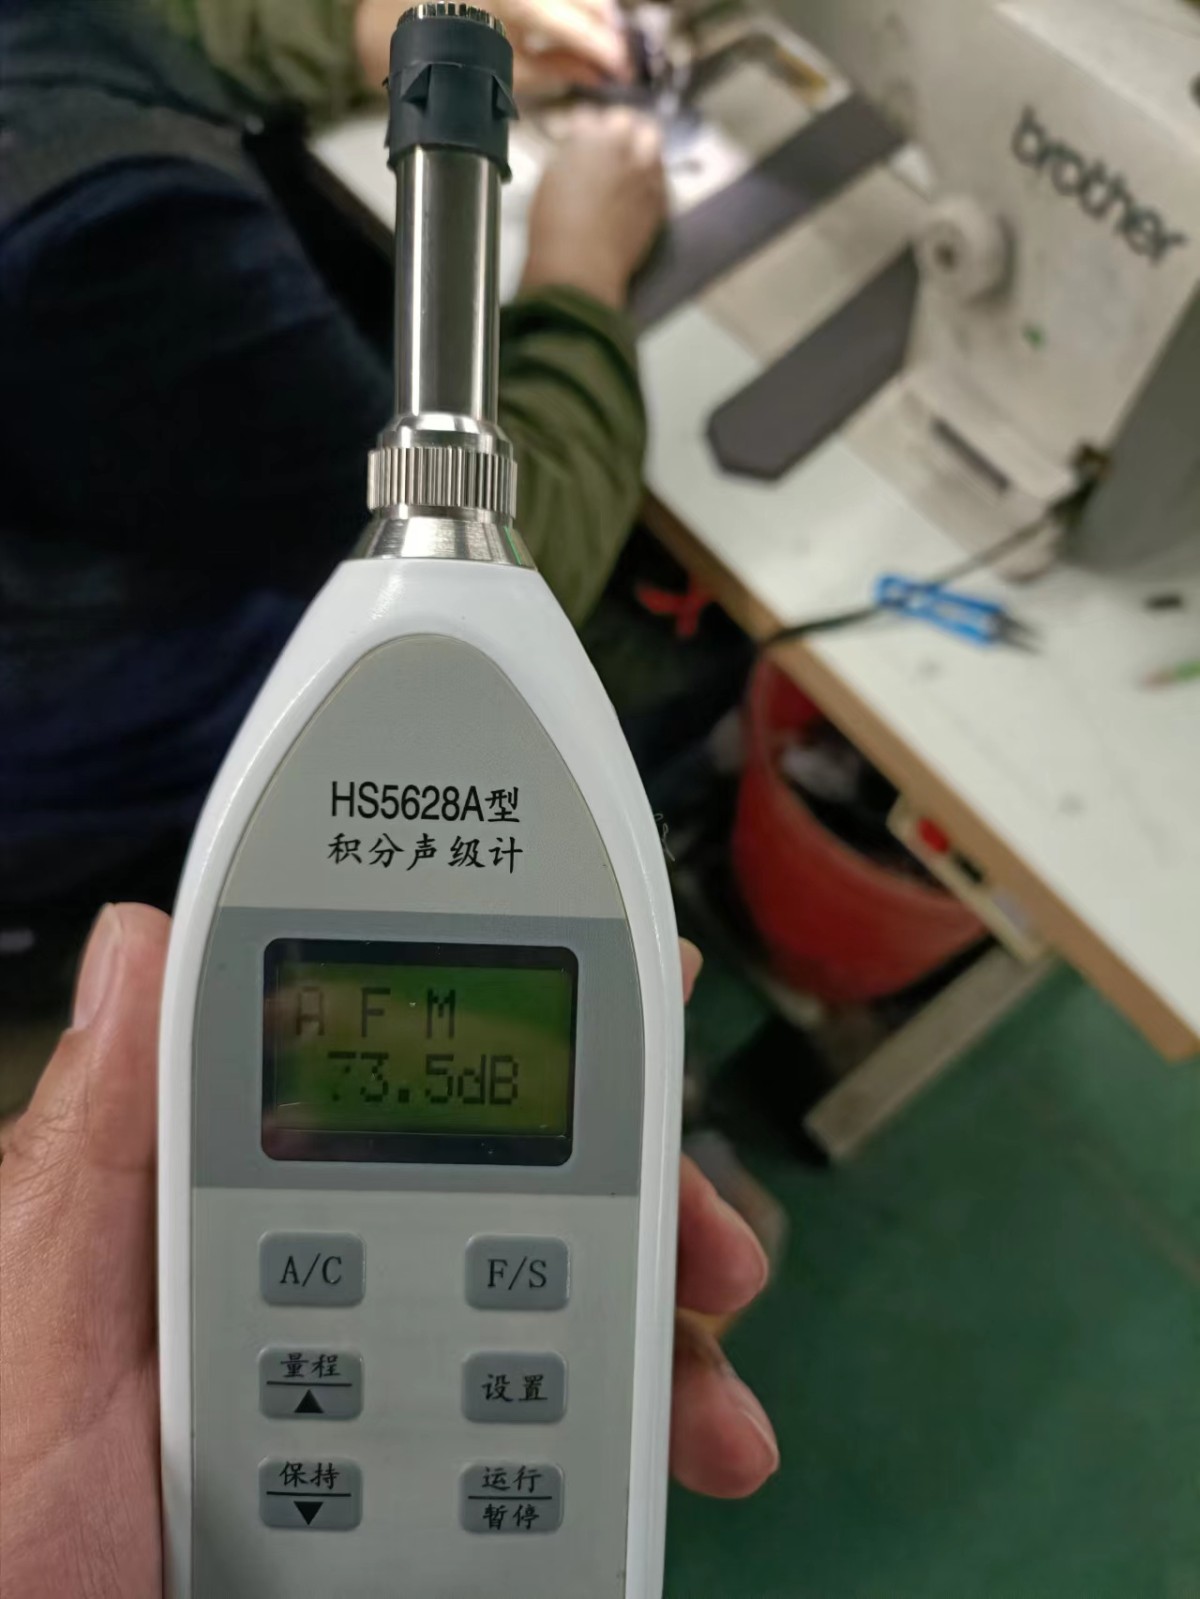 brother
HS5628A型
积分声级计
A F M
73.5dB
A/C
F/S
量程
设置
保持
运行
暂停